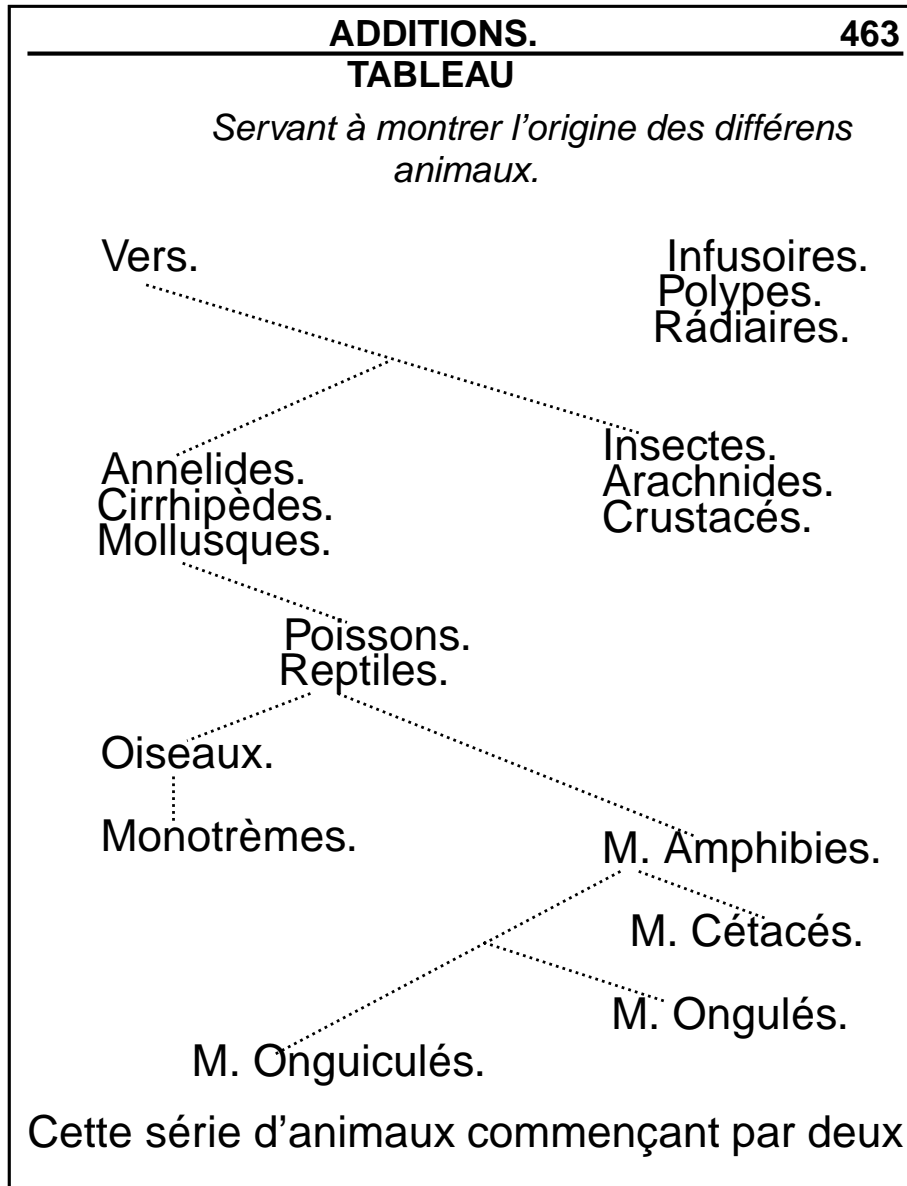 ADDITIONS. 463
TABLEAU
Servant à montrer l’origine des différens
animaux.
Vers.
Infusoires.
Polypes.
Rádiaires.
Annelides.
Cirrhipèdes.
Mollusques.
Insectes.
Arachnides.
Crustacés.
Poissons.
Reptiles.
Oiseaux.
Monotrèmes.
M. Amphibies.
M. Cétacés.
M. Ongulés.
M. Onguiculés.
Cette série d’animaux commençant par deux